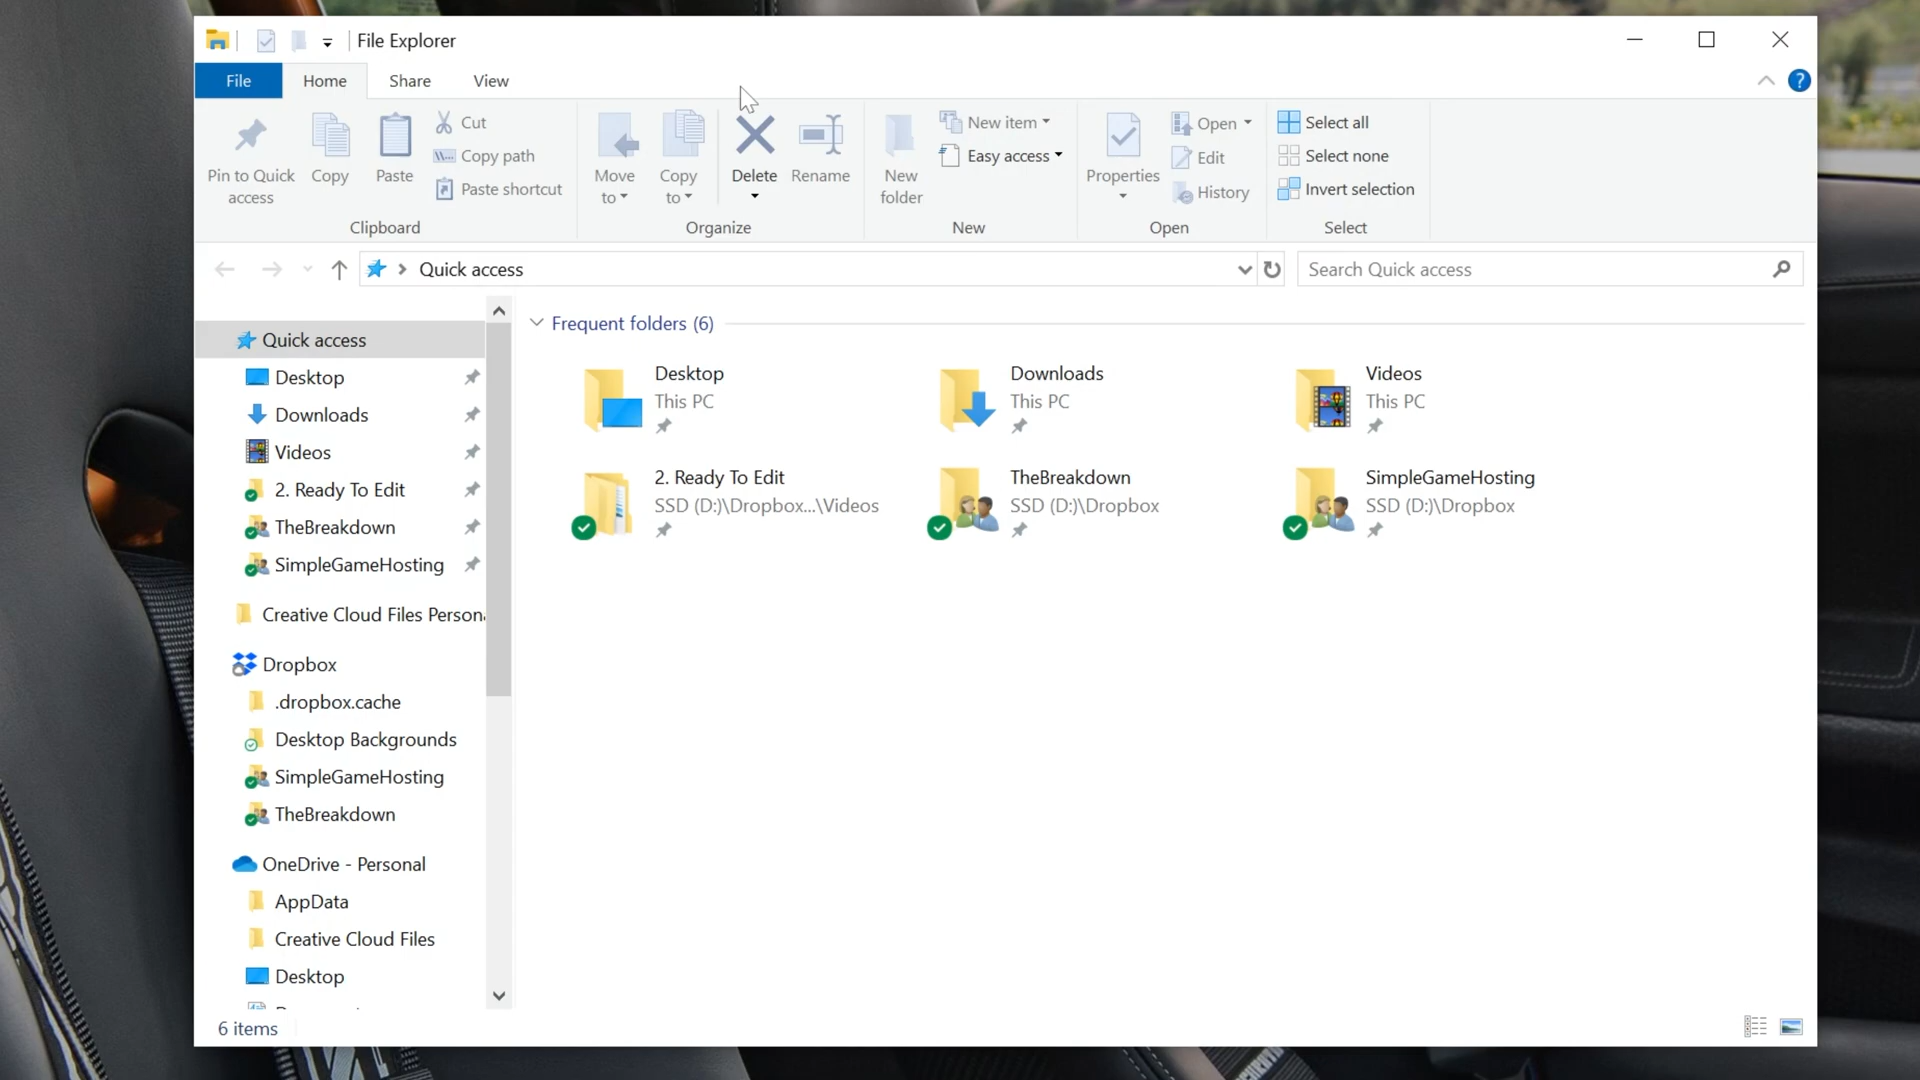 File Explorer
File Home Share View
Pin to Quick access
Copy
Paste
Cut
Copy path
Paste shortcut
Clipboard
Move to
Copy to
Delete
Rename
Organize
New folder
New item
Easy access
New
Properties
Open
Edit
History
Open
Select all
Select none
Invert selection
Select
Quick access
Search Quick access
Quick access
Desktop
Downloads
Videos
2. Ready To Edit
TheBreakdown
SimpleGameHosting
Creative Cloud Files Person
Dropbox
.dropbox.cache
Desktop Backgrounds
SimpleGameHosting
TheBreakdown
OneDrive - Personal
AppData
Creative Cloud Files
Desktop
Frequent folders (6)
Desktop
This PC
Downloads
This PC
Videos
This PC
2. Ready To Edit
SSD (D:)\Dropbox...\Videos
TheBreakdown
SSD (D:)\Dropbox
SimpleGameHosting
SSD (D:)\Dropbox
6 items